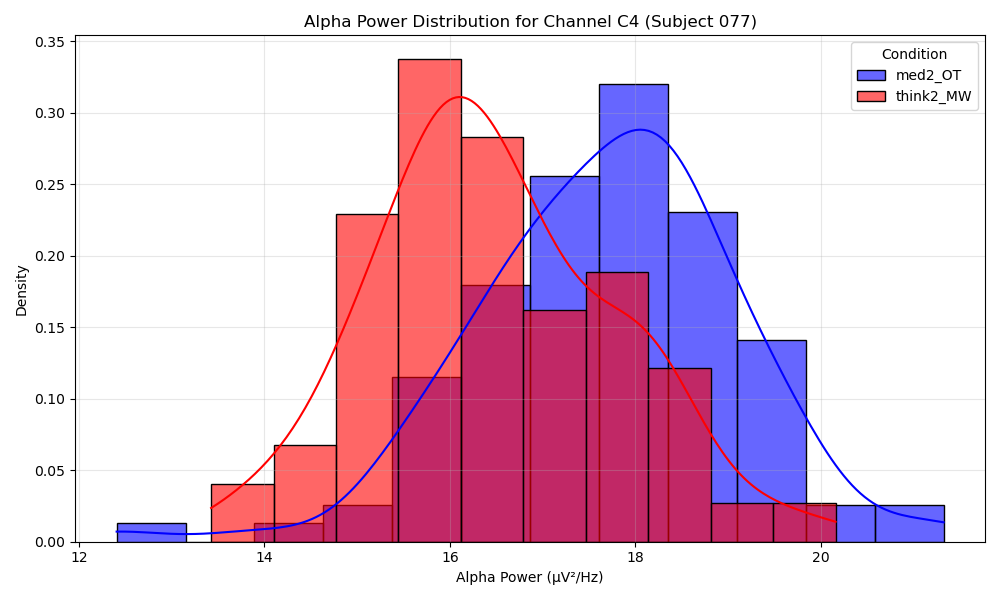 Alpha Power Distribution for Channel C4 (Subject 077)
Condition
med2_OT
think2_MW
Density
0.35
0.30
0.25
0.20
0.15
0.10
0.05
0.00
12 14 16 18 20
Alpha Power (µV²/Hz)